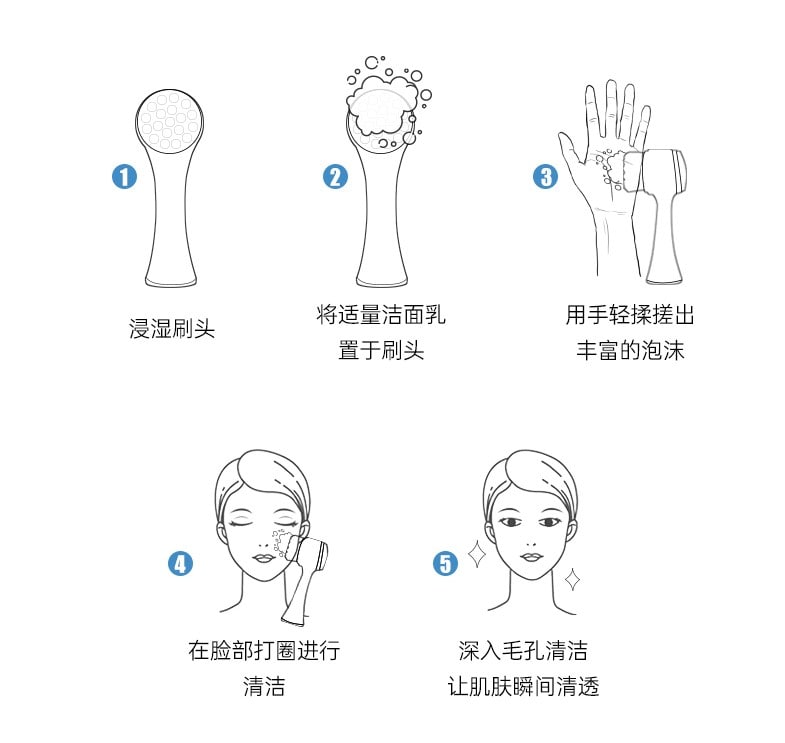 1
浸湿刷头
2
将适量洁面乳
置于刷头
3
用手轻揉搓出
丰富的泡沫
4
在脸部打圈进行
清洁
5
深入毛孔清洁
让肌肤瞬间清透